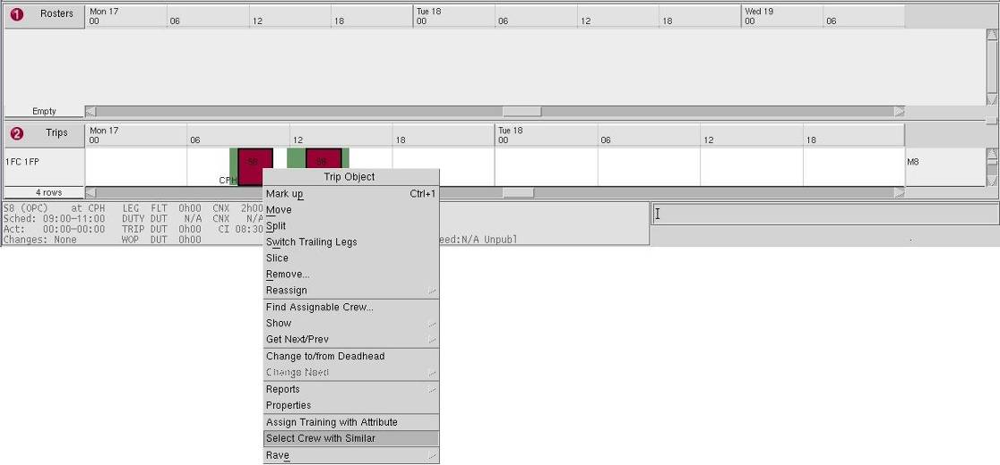 1 Rosters Mon 17 Tue 18 Wed 19
00 06 12 18 00 06 12 18 00 06
Empty
2 Trips Mon 17 Tue 18
00 06 12 18 00 06 12 18
1FC 1FP S8 S8 M8
CPH
4 rows
S8 (OPC) at CPH LEG FLT 0h00 CNX 2h00
Sched: 09:00-11:00 DUTY DUT N/A CNX N/A
Act: 00:00-00:00 TRIP DUT 0h00 CI 08:30
Changes: None WOP DUT 0h00 eed:N/A Unpubl
Trip Object
Mark up Ctrl+1
Move
Split
Switch Trailing Legs
Slice
Remove...
Reassign
Find Assignable Crew...
Show
Get Next/Prev
Change to/from Deadhead
Change Need
Reports
Properties
Assign Training with Attribute
Select Crew with Similar
Rave